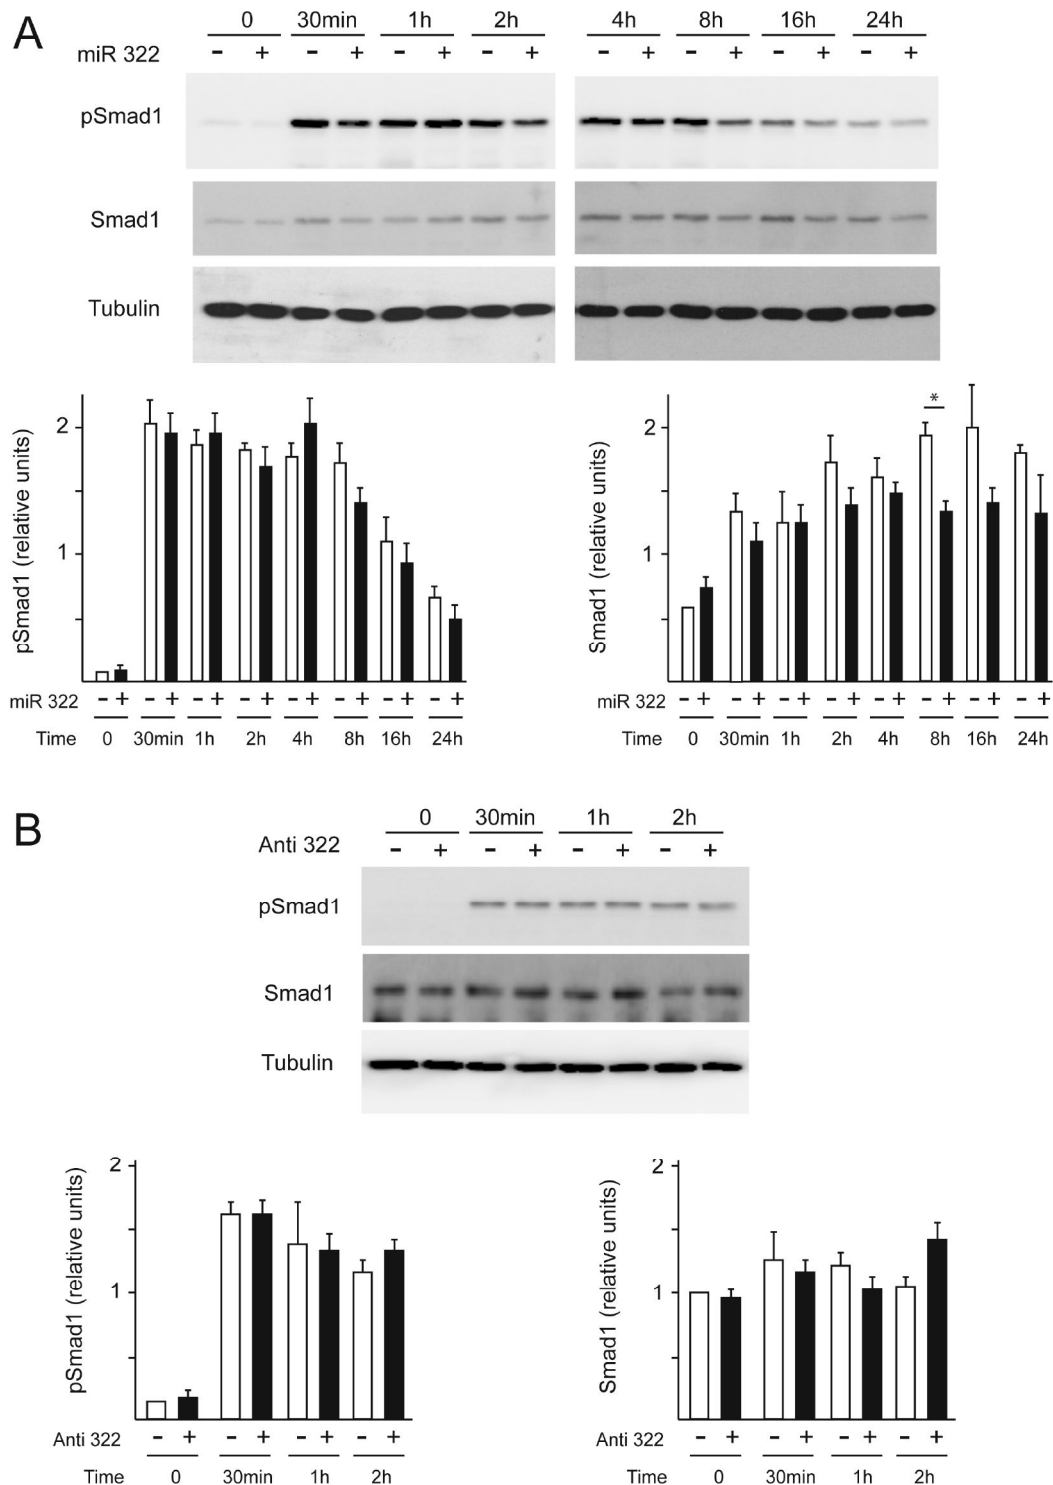 A
0 30min 1h 2h 4h 8h 16h 24h
miR 322 - + - + - + - + - + - + - + - +
pSmad1
Smad1
Tubulin
pSmad1 (relative units)
2
1
miR 322 - + - + - + - + - + - + - + - +
Time 0 30min 1h 2h 4h 8h 16h 24h
Smad1 (relative units)
2
1
*
miR 322 - + - + - + - + - + - + - + - +
Time 0 30min 1h 2h 4h 8h 16h 24h
B
0 30min 1h 2h
Anti 322 - + - + - + - +
pSmad1
Smad1
Tubulin
pSmad1 (relative units)
2
1
Anti 322 - + - + - + - +
Time 0 30min 1h 2h
Smad1 (relative units)
2
1
Anti 322 - + - + - + - +
Time 0 30min 1h 2h